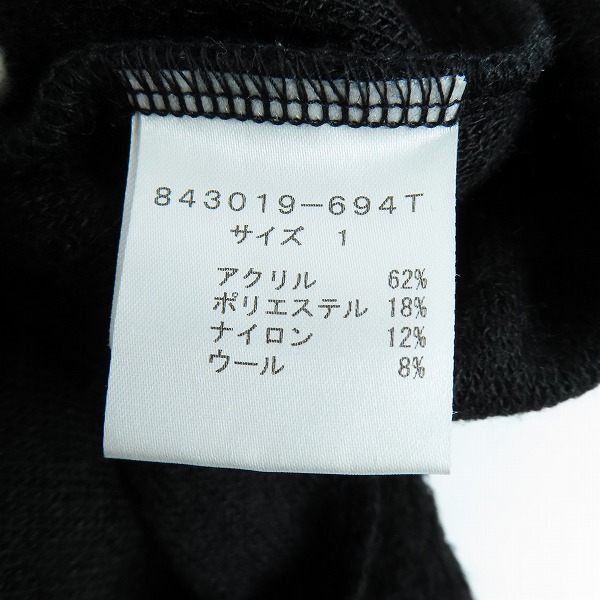 843019-694T
サイズ 1
アクリル 62%
ポリエステル 18%
ナイロン 12%
ウール 8%